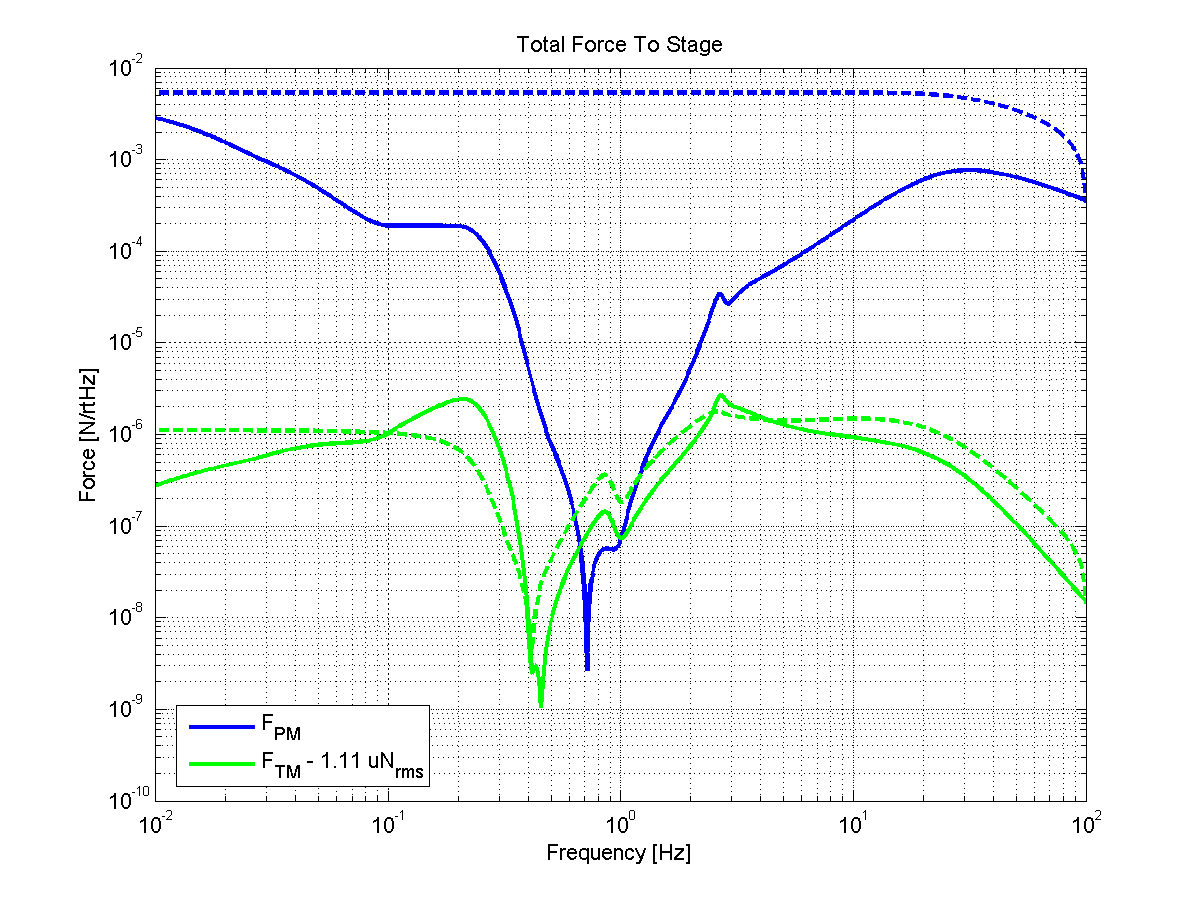 Total Force To Stage
10^-2
10^-3
10^-4
10^-5
10^-6
10^-7
10^-8
10^-9
10^-10
Force [N/rtHz]
F_PM
F_TM - 1.11 uN_rms
10^-2 10^-1 10^0 10^1 10^2
Frequency [Hz]